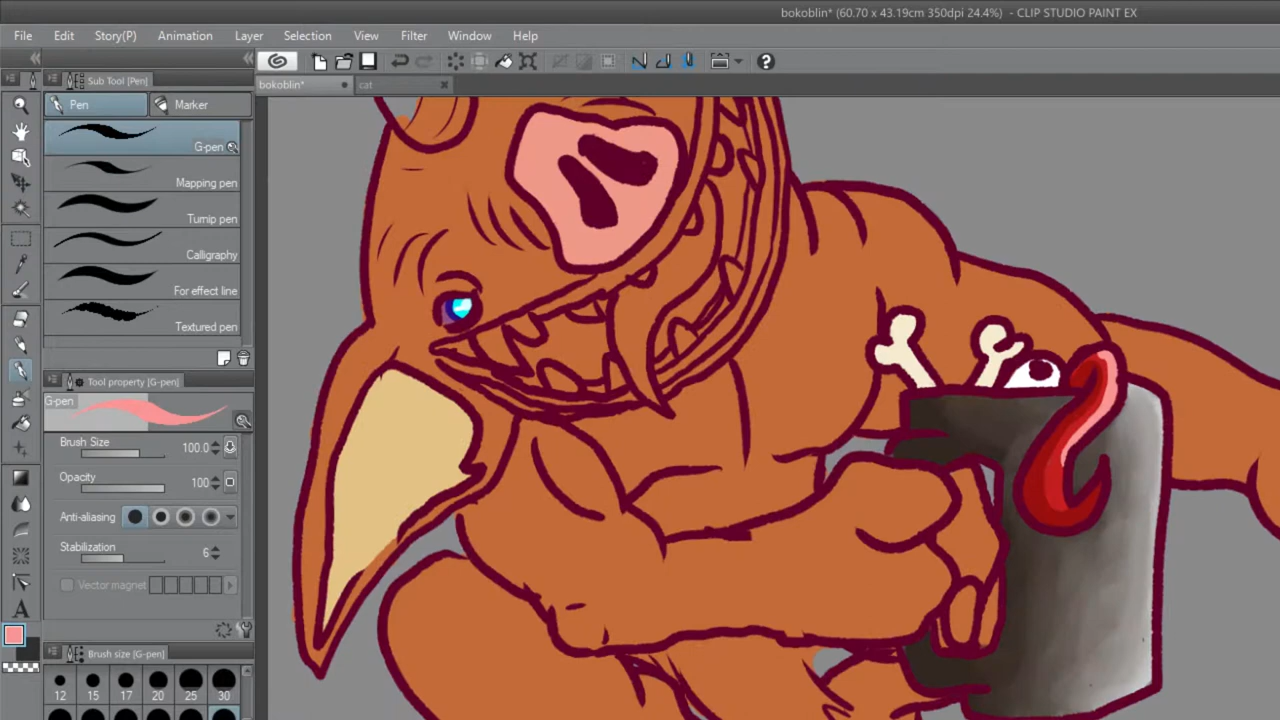 bokoblin* (60.70 x 43.19cm 350dpi 24.4%) - CLIP STUDIO PAINT EX
File Edit Story(P) Animation Layer Selection View Filter Window Help
bokoblin* cat
Sub Tool [Pen]
Pen Marker
G-pen
Mapping pen
Turnip pen
Calligraphy
For effect line
Textured pen
Tool property [G-pen]
G-pen
Brush Size 100.0
Opacity 100
Anti-aliasing
Stabilization 6
Vector magnet
A
Brush size [G-pen]
12 15 17 20 25 30